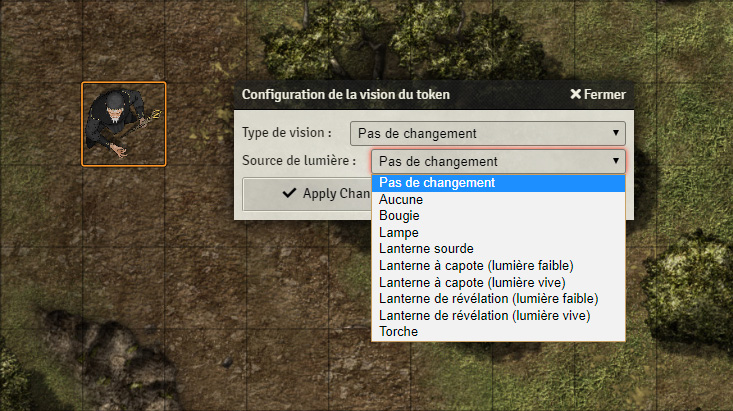 Configuration de la vision du token
Fermer
Type de vision :
Pas de changement
Source de lumière :
Pas de changement
Apply Chan
Pas de changement
Aucune
Bougie
Lampe
Lanterne sourde
Lanterne à capote (lumière faible)
Lanterne à capote (lumière vive)
Lanterne de révélation (lumière faible)
Lanterne de révélation (lumière vive)
Torche